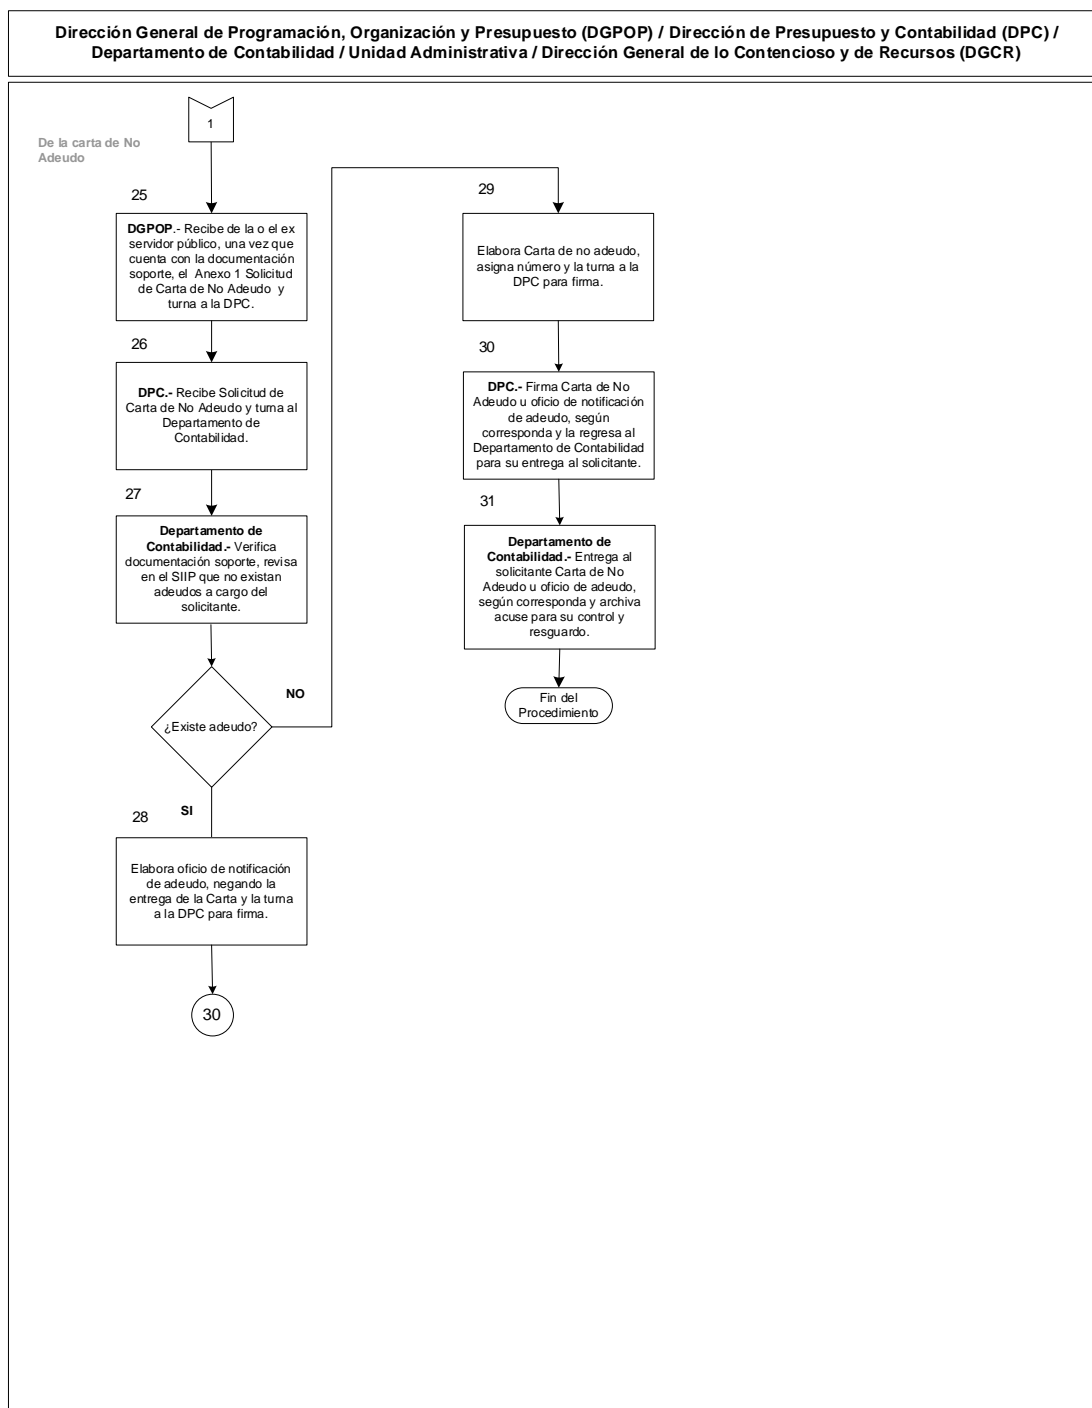 Dirección General de Programación, Organización y Presupuesto (DGPOP) / Dirección de Presupuesto y Contabilidad (DPC) /
Departamento de Contabilidad / Unidad Administrativa / Dirección General de lo Contencioso y de Recursos (DGCR)
1
De la carta de No
Adeudo
25
DGPOP.- Recibe de la o el ex
servidor público, una vez que
cuenta con la documentación
soporte, el Anexo 1 Solicitud
de Carta de No Adeudo y
turna a la DPC.
26
DPC.- Recibe Solicitud de
Carta de No Adeudo y turna al
Departamento de
Contabilidad.
27
Departamento de
Contabilidad.- Verifica
documentación soporte, revisa
en el SIIP que no existan
adeudos a cargo del
solicitante.
¿Existe adeudo?
NO
SI
28
Elabora oficio de notificación
de adeudo, negando la
entrega de la Carta y la turna
a la DPC para firma.
30
29
Elabora Carta de no adeudo,
asigna número y la turna a la
DPC para firma.
30
DPC.- Firma Carta de No
Adeudo u oficio de notificación
de adeudo, según
corresponda y la regresa al
Departamento de Contabilidad
para su entrega al solicitante.
31
Departamento de
Contabilidad.- Entrega al
solicitante Carta de No
Adeudo u oficio de adeudo,
según corresponda y archiva
acuse para su control y
resguardo.
Fin del
Procedimiento